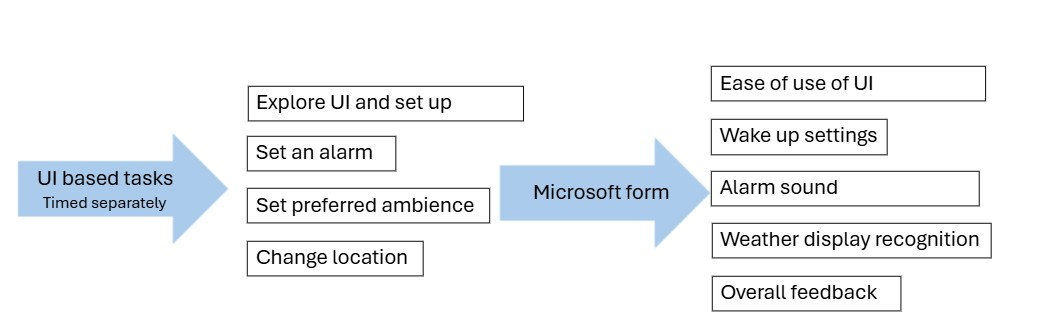 UI based tasks
Timed separately
Explore UI and set up
Set an alarm
Set preferred ambience
Change location
Microsoft form
Ease of use of UI
Wake up settings
Alarm sound
Weather display recognition
Overall feedback